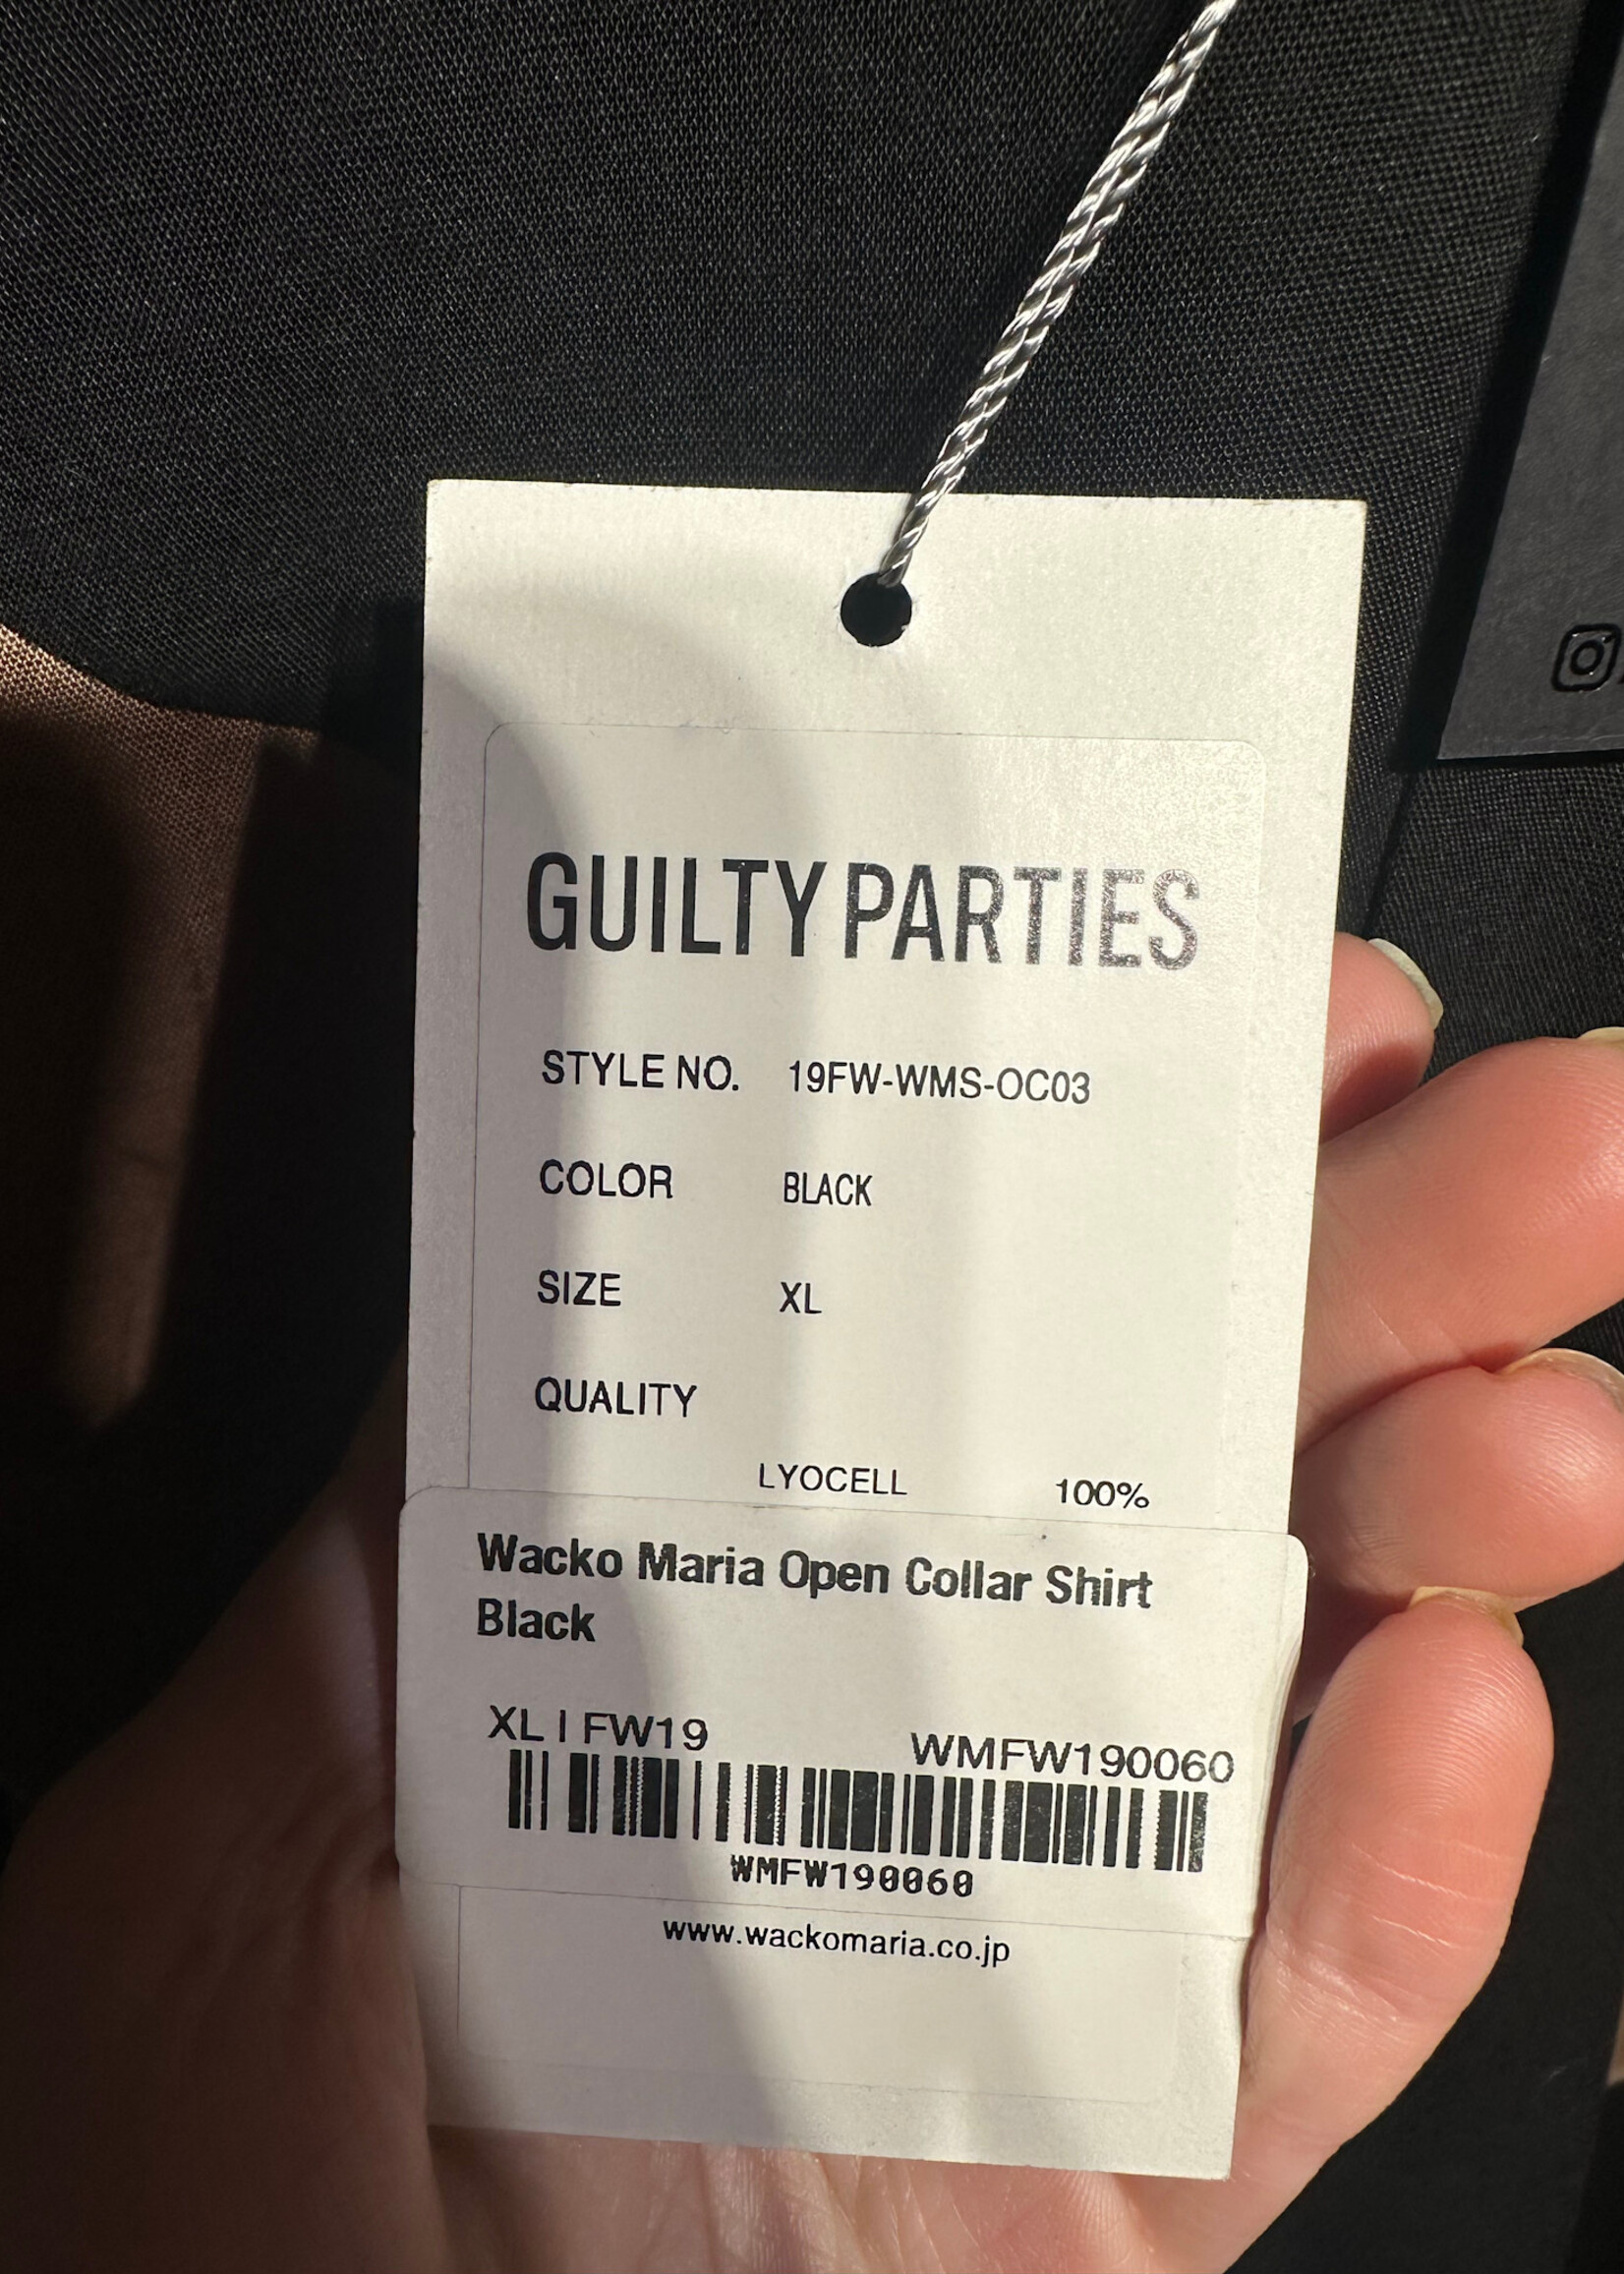 GUILTY PARTIES
STYLE NO. 19FW-WMS-OC03
COLOR BLACK
SIZE XL
QUALITY
LYOCELL 100%
Wacko Maria Open Collar Shirt
Black
XL | FW19 WMFW190060
WMFW190060
www.wackomaria.co.jp